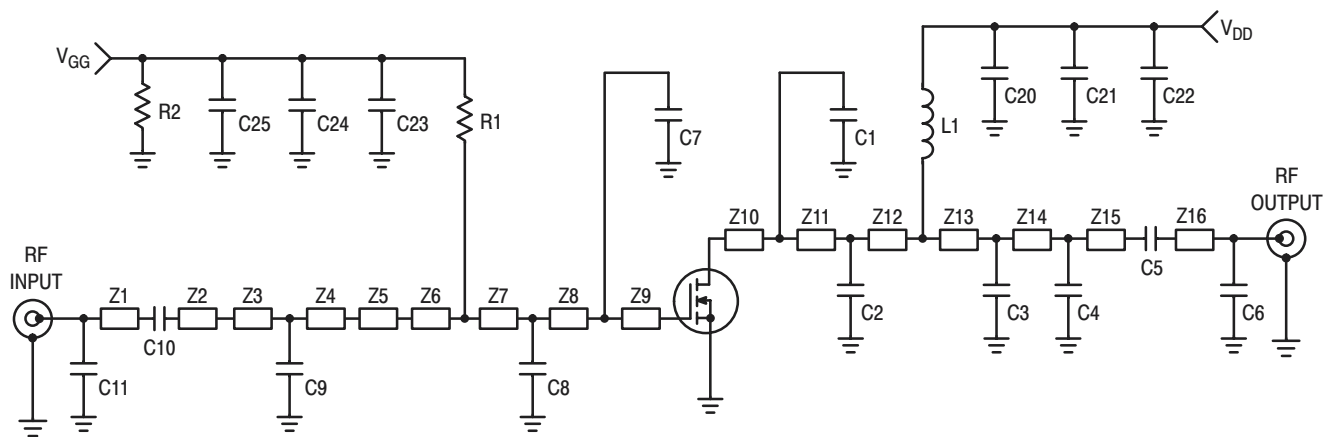 V_GG
R2
C25
C24
C23
R1
C7
C1
L1
C20
C21
C22
V_DD
RF
INPUT
C11
Z1
C10
Z2
Z3
C9
Z4
Z5
Z6
Z7
C8
Z8
Z9
Z10
Z11
C2
Z12
Z13
C3
Z14
C4
Z15
C5
Z16
C6
RF
OUTPUT